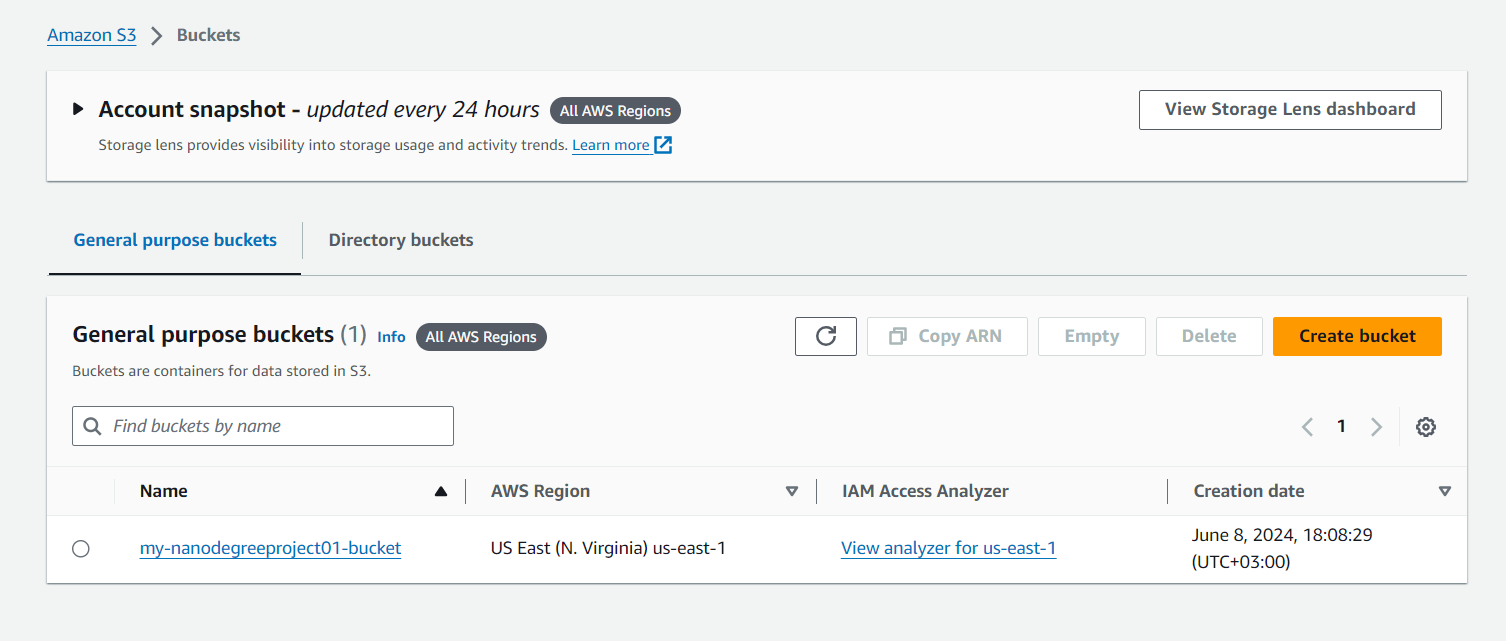 Amazon S3 Buckets
Account snapshot - updated every 24 hours All AWS Regions
View Storage Lens dashboard
Storage lens provides visibility into storage usage and activity trends. Learn more
General purpose buckets
Directory buckets
General purpose buckets (1) Info All AWS Regions
Copy ARN
Empty
Delete
Create bucket
Buckets are containers for data stored in S3.
Find buckets by name
1
Name
AWS Region
IAM Access Analyzer
Creation date
my-nanodegreeproject01-bucket
US East (N. Virginia) us-east-1
View analyzer for us-east-1
June 8, 2024, 18:08:29
(UTC+03:00)